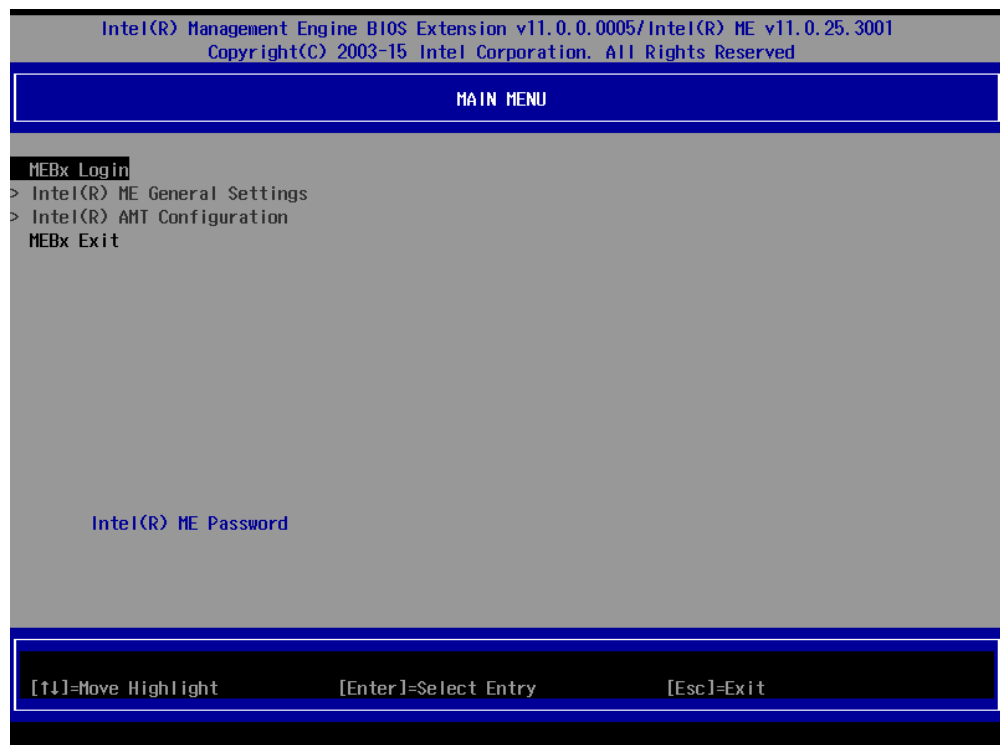 Intel(R) Management Engine BIOS Extension v11.0.0.0005/Intel(R) ME v11.0.25.3001
Copyright(C) 2003-15 Intel Corporation. All Rights Reserved
MAIN MENU
MEBx Login
> Intel(R) ME General Settings
> Intel(R) AMT Configuration
MEBx Exit
Intel(R) ME Password
[↑↓]=Move Highlight [Enter]=Select Entry [Esc]=Exit